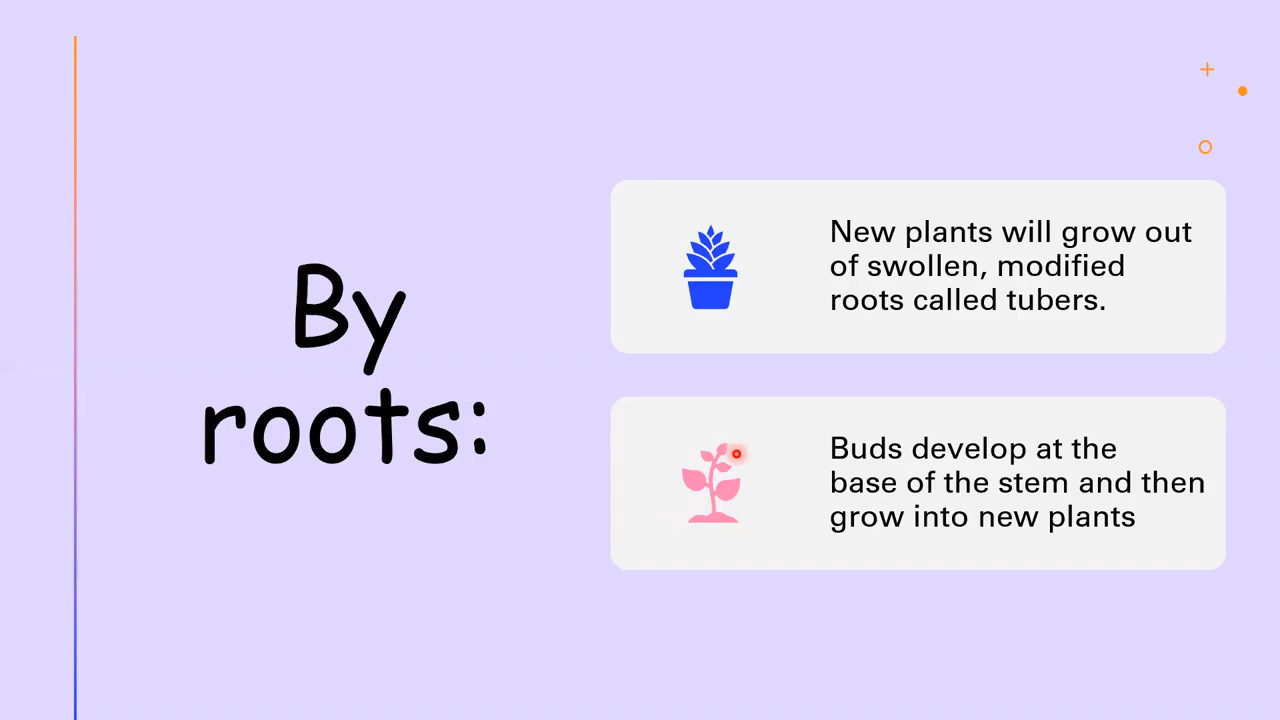 By
roots:
New plants will grow out
of swollen, modified
roots called tubers.
Buds develop at the
base of the stem and then
grow into new plants